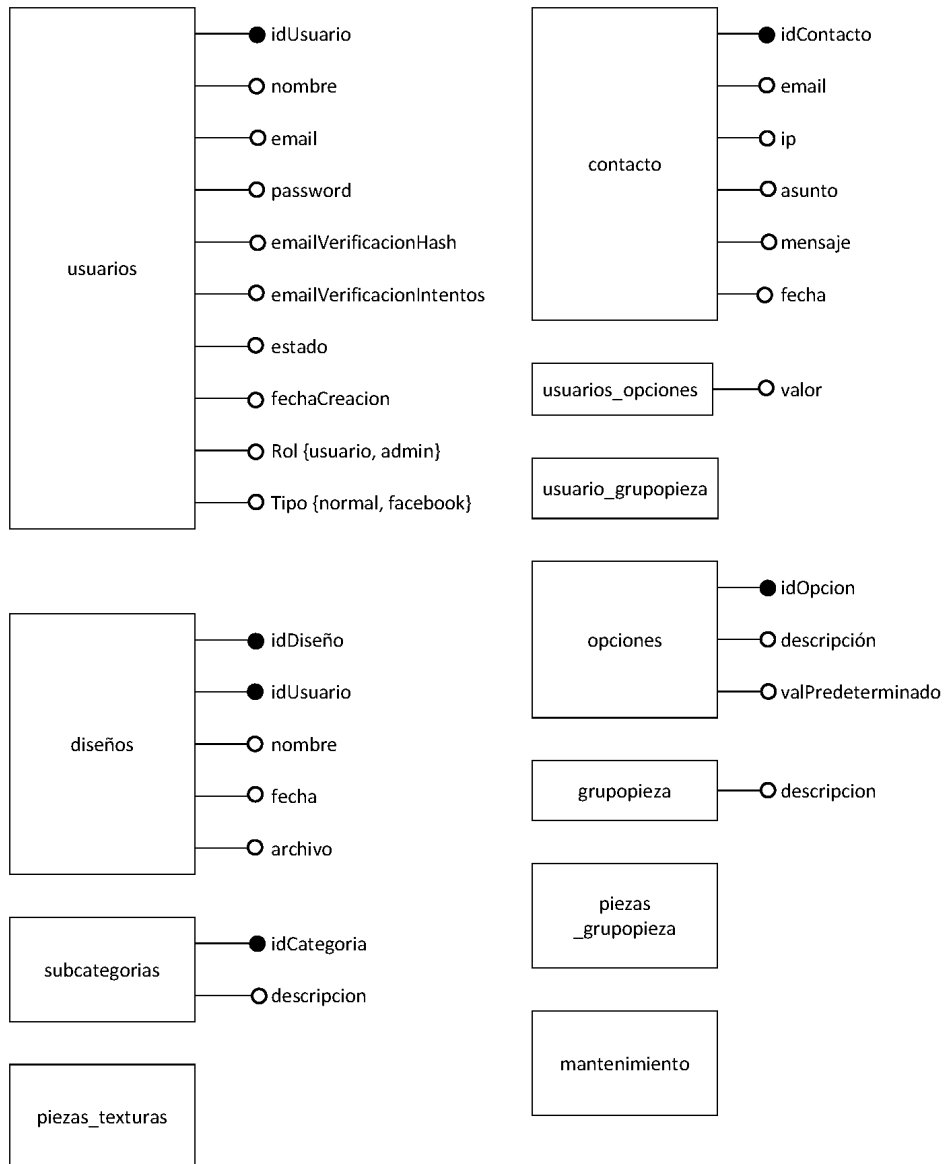 usuarios
idUsuario
nombre
email
password
emailVerificacionHash
emailVerificacionIntentos
estado
fechaCreacion
Rol {usuario, admin}
Tipo {normal, facebook}
diseños
idDiseño
idUsuario
nombre
fecha
archivo
subcategorias
idCategoria
descripcion
piezas_texturas
contacto
idContacto
email
ip
asunto
mensaje
fecha
usuarios_opciones
valor
usuario_grupopieza
opciones
idOpcion
descripción
valPredeterminado
grupopieza
descripcion
piezas
_grupopieza
mantenimiento